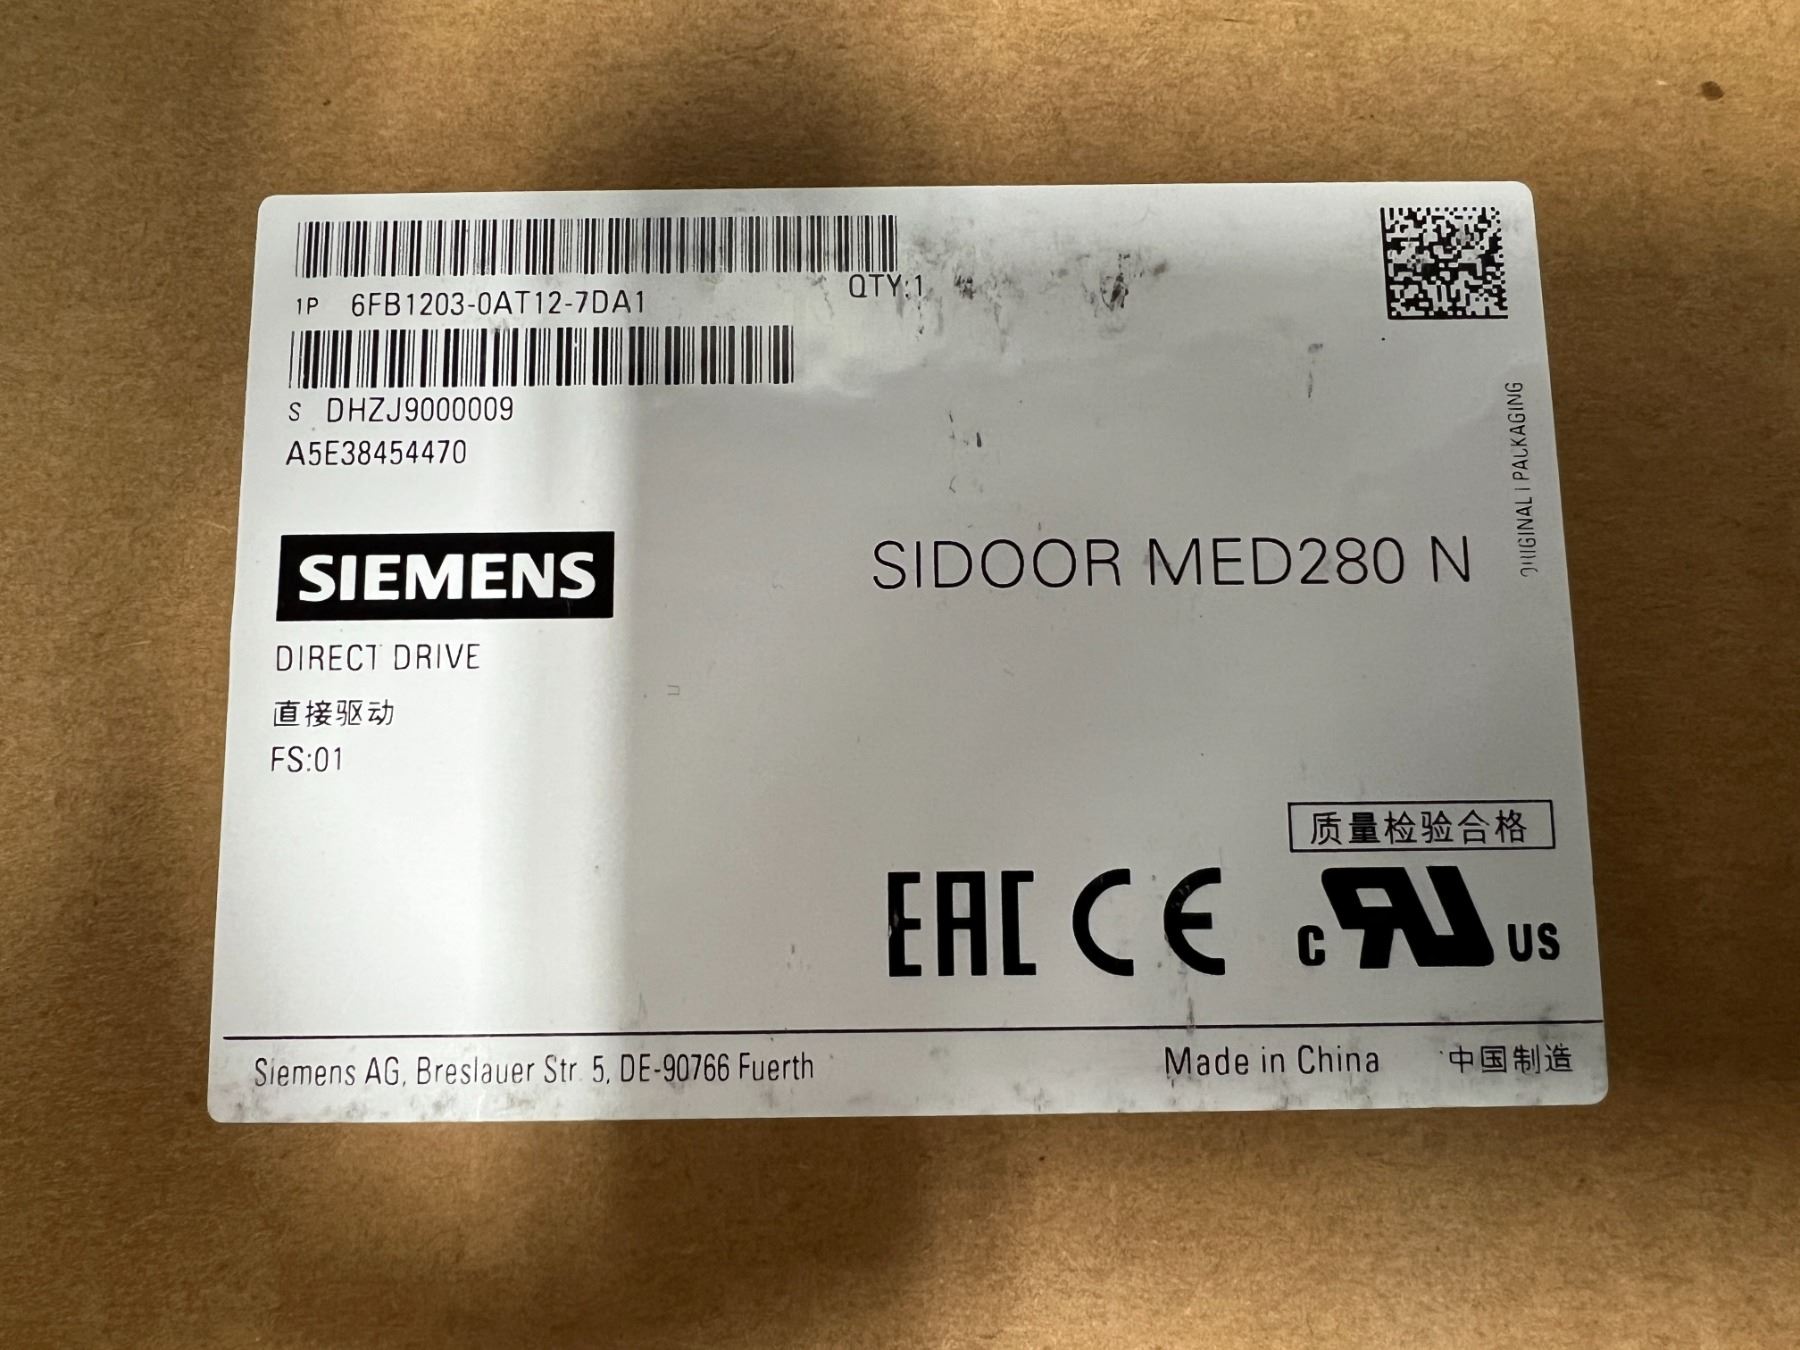 1P 6FB1203-0AT12-7DA1
QTY:1
S DHZJ9000009
A5E38454470
ORIGINAL PACKAGING
SIEMENS
SIDOOR MED280 N
DIRECT DRIVE
直接驱动
FS:01
质量检验合格
EAC CE c RU US
Siemens AG, Breslauer Str. 5, DE-90766 Fuerth
Made in China 中国制造